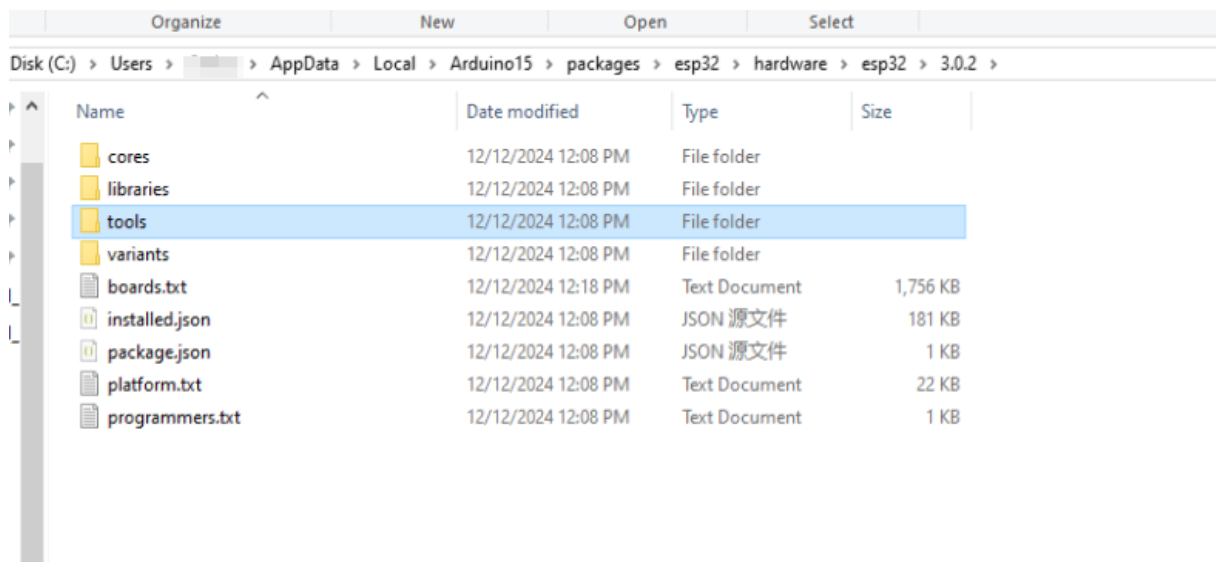 Organize New Open Select
Disk (C:) > Users > > AppData > Local > Arduino15 > packages > esp32 > hardware > esp32 > 3.0.2 >
Name Date modified Type Size
cores 12/12/2024 12:08 PM File folder
libraries 12/12/2024 12:08 PM File folder
tools 12/12/2024 12:08 PM File folder
variants 12/12/2024 12:08 PM File folder
boards.txt 12/12/2024 12:18 PM Text Document 1,756 KB
installed.json 12/12/2024 12:08 PM JSON 源文件 181 KB
package.json 12/12/2024 12:08 PM JSON 源文件 1 KB
platform.txt 12/12/2024 12:08 PM Text Document 22 KB
programmers.txt 12/12/2024 12:08 PM Text Document 1 KB